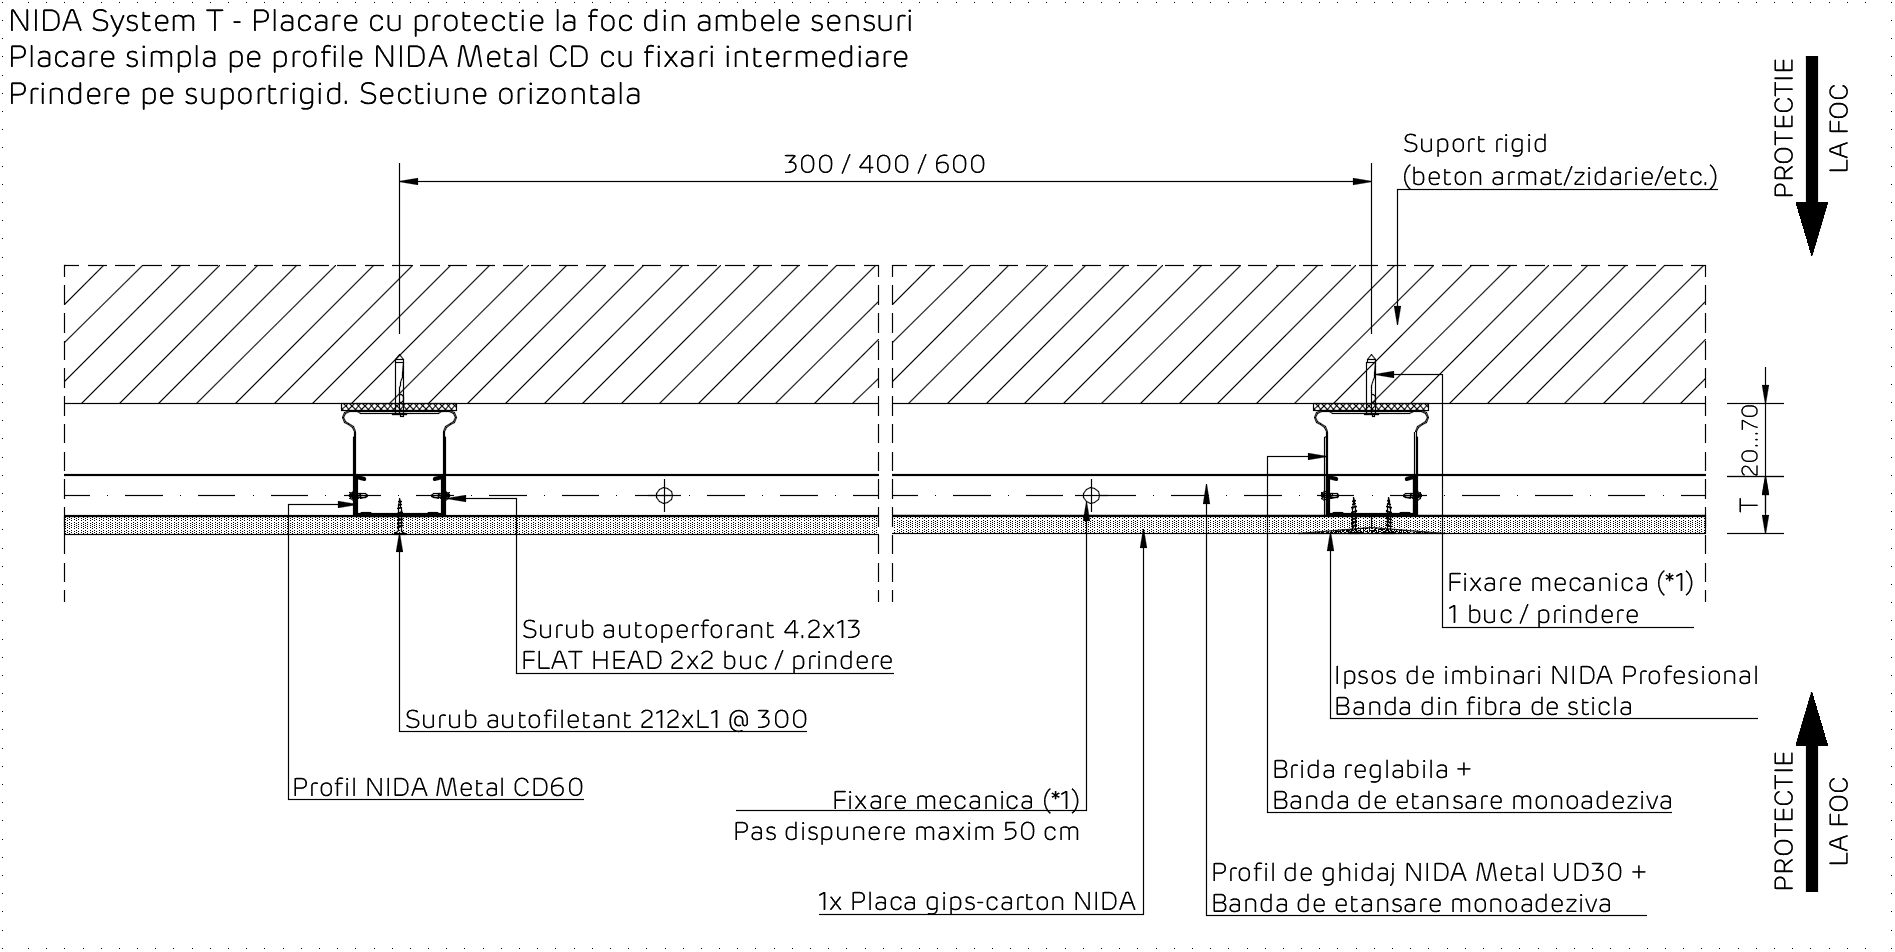 NIDA System T - Placare cu protectie la foc din ambele sensuri
Placare simpla pe profile NIDA Metal CD cu fixari intermediare
Prindere pe suportrigid. Sectiune orizontala
PROTECTIE
LA FOC
Suport rigid
(beton armat/zidarie/etc.)
300 / 400 / 600
20...70
T
Fixare mecanica (*1)
1 buc / prindere
Surub autoperforant 4.2x13
FLAT HEAD 2x2 buc / prindere
Ipsos de imbinari NIDA Profesional
Banda din fibra de sticla
Surub autofiletant 212xL1 @ 300
Brida reglabila +
Banda de etansare monoadeziva
Profil NIDA Metal CD60
Fixare mecanica (*1)
Pas dispunere maxim 50 cm
PROTECTIE
LA FOC
Profil de ghidaj NIDA Metal UD30 +
Banda de etansare monoadeziva
1x Placa gips-carton NIDA